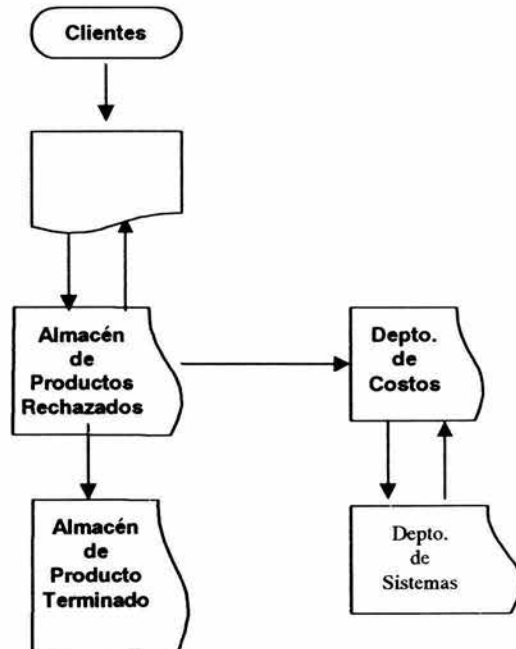 Clientes
Almacén
de
Productos
Rechazados
Depto.
de
Costos
Almacén
de
Producto
Terminado
Depto.
de
Sistemas